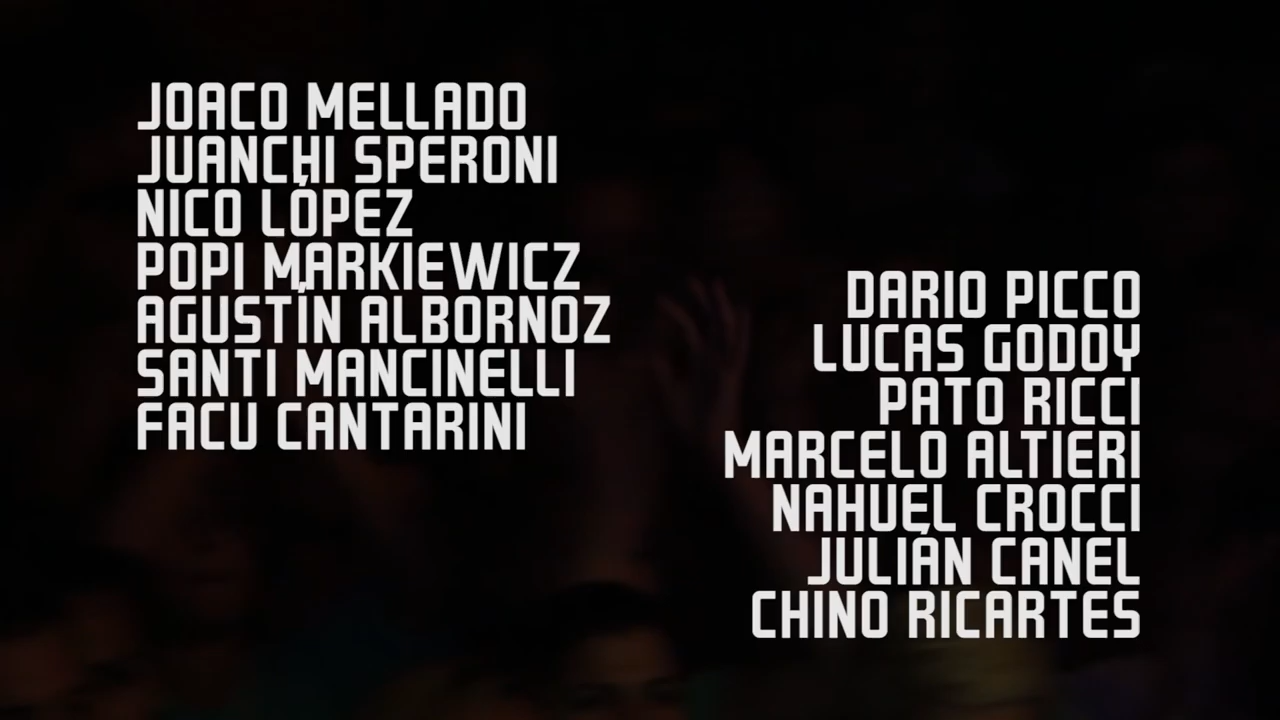 JOACO MELLADO
JUANCHI SPERONI
NICO LÓPEZ
POPI MARKIEWICZ
AGUSTÍN ALBORNOZ
SANTI MANCINELLI
FACU CANTARINI
DARIO PICCO
LUCAS GODOY
PATO RICCI
MARCELO ALTIERI
NAHUEL CROCCI
JULIÁN CANEL
CHINO RICARTES